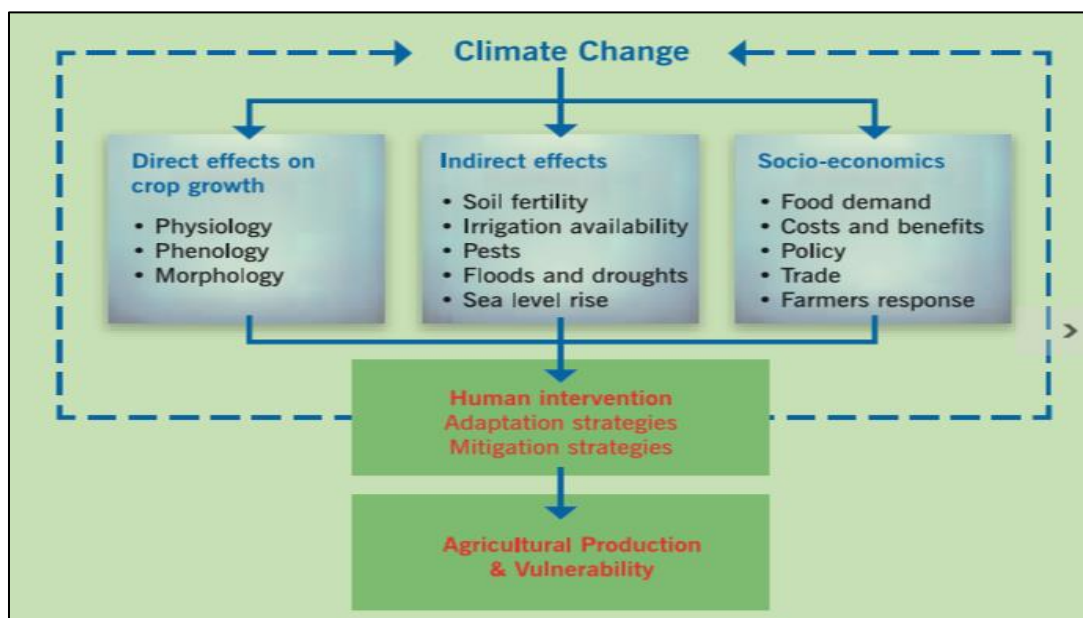 Climate Change
Direct effects on
crop growth
• Physiology
• Phenology
• Morphology
Indirect effects
• Soil fertility
• Irrigation availability
• Pests
• Floods and droughts
• Sea level rise
Socio-economics
• Food demand
• Costs and benefits
• Policy
• Trade
• Farmers response
Human intervention
Adaptation strategies
Mitigation strategies
Agricultural Production
& Vulnerability